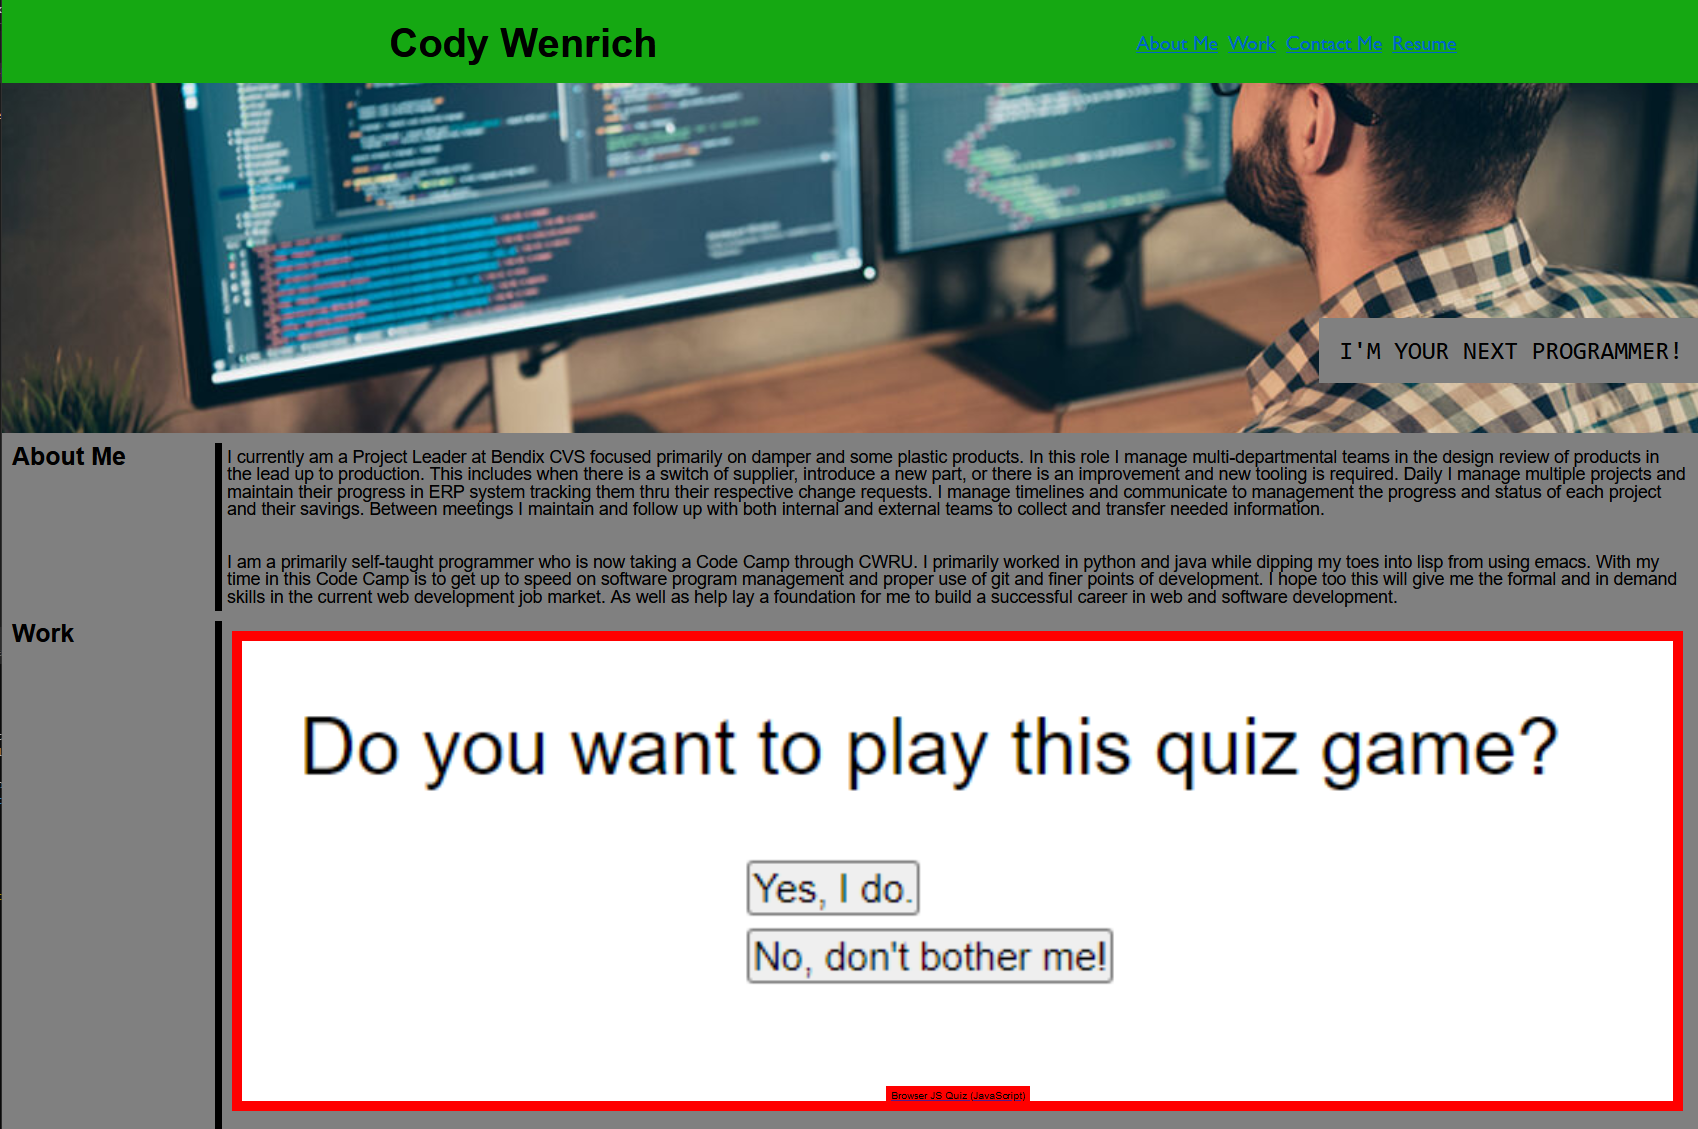 Cody Wenrich
About Me Work Contact Me Resume
I'M YOUR NEXT PROGRAMMER!
About Me
I currently am a Project Leader at Bendix CVS focused primarily on damper and some plastic products. In this role I manage multi-departmental teams in the design review of products in
the lead up to production. This includes when there is a switch of supplier, introduce a new part, or there is an improvement and new tooling is required. Daily I manage multiple projects and
maintain their progress in ERP system tracking them thru their respective change requests. I manage timelines and communicate to management the progress and status of each project
and their savings. Between meetings I maintain and follow up with both internal and external teams to collect and transfer needed information.
I am a primarily self-taught programmer who is now taking a Code Camp through CWRU. I primarily worked in python and java while dipping my toes into lisp from using emacs. With my
time in this Code Camp is to get up to speed on software program management and proper use of git and finer points of development. I hope too this will give me the formal and in demand
skills in the current web development job market. As well as help lay a foundation for me to build a successful career in web and software development.
Work
Do you want to play this quiz game?
Yes, I do.
No, don't bother me!
Browser JS Quiz (JavaScript)